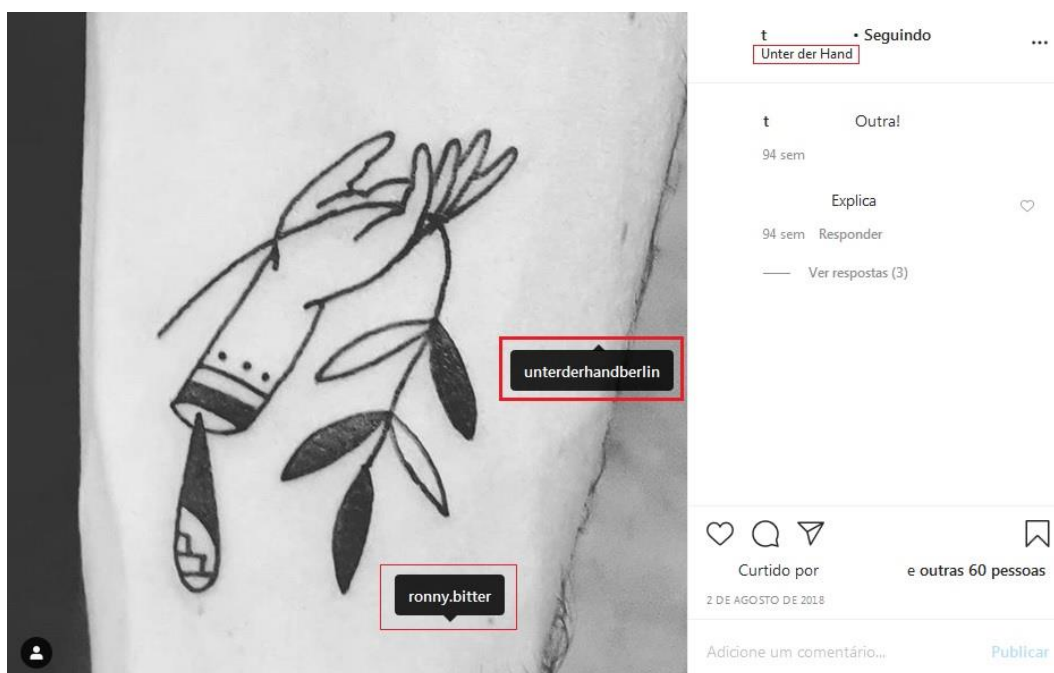 t • Seguindo
Unter der Hand
t Outra!
94 sem
Explica
94 sem Responder
Ver respostas (3)
unterderhandberlin
ronny.bitter
Curtido por e outras 60 pessoas
2 DE AGOSTO DE 2018
Adicione um comentário... Publicar